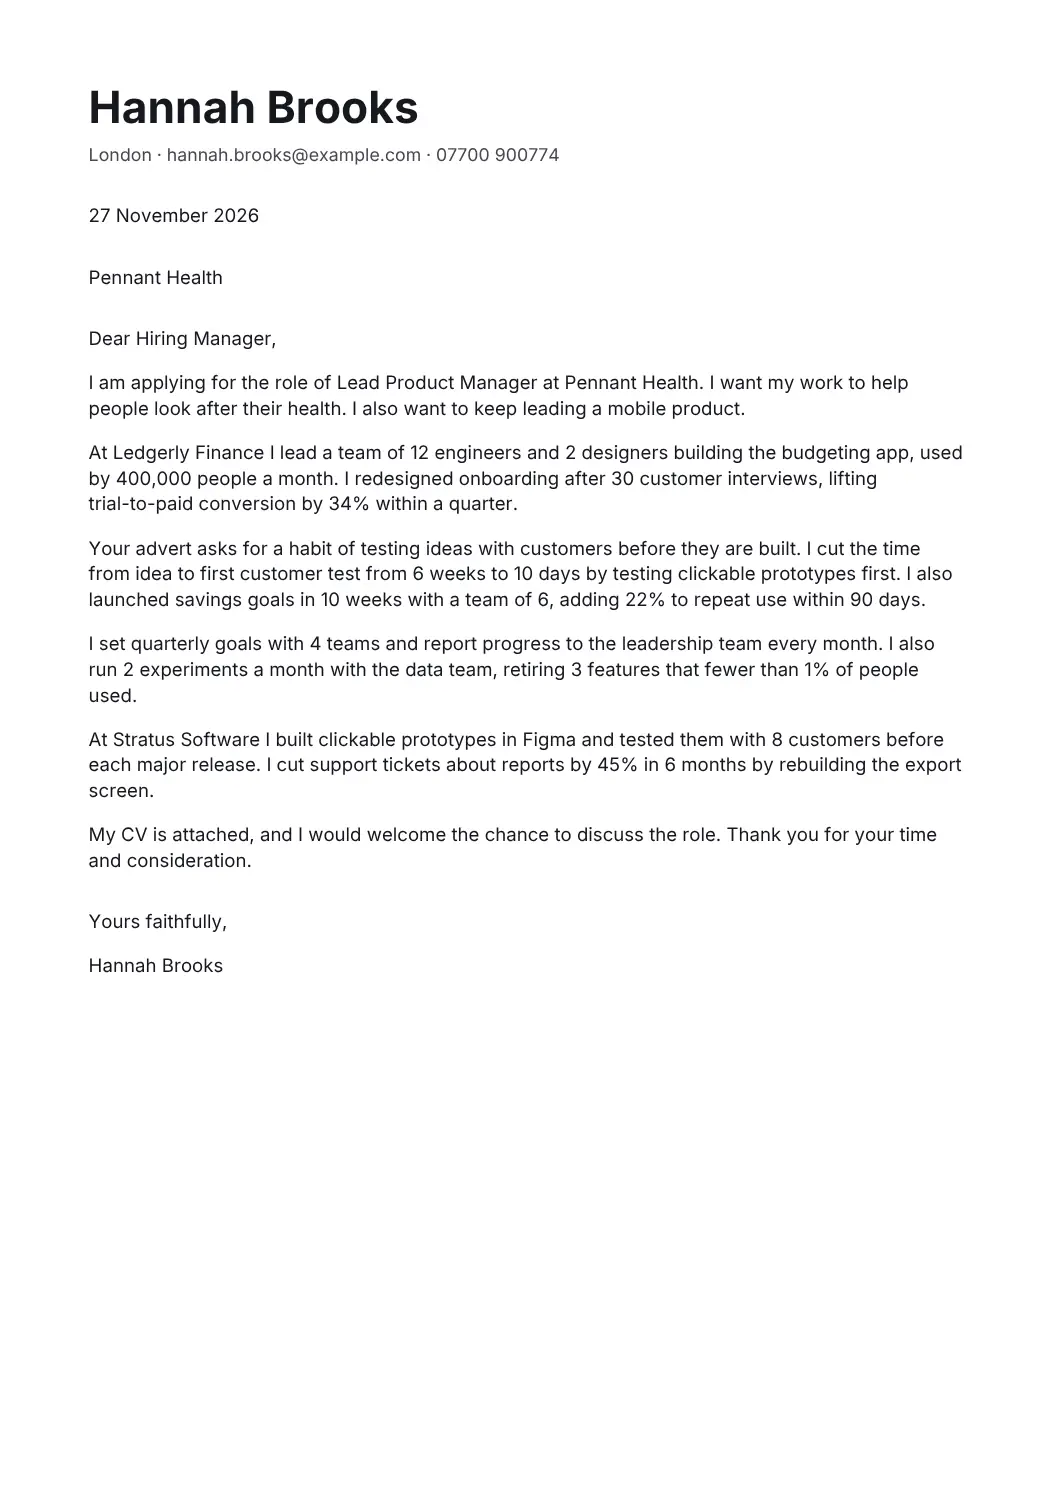 Hannah Brooks
London · hannah.brooks@example.com · 07700 900774
27 November 2026
Pennant Health
Dear Hiring Manager,
I am applying for the role of Lead Product Manager at Pennant Health. I want my work to help
people look after their health. I also want to keep leading a mobile product.
At Ledgerly Finance I lead a team of 12 engineers and 2 designers building the budgeting app, used
by 400,000 people a month. I redesigned onboarding after 30 customer interviews, lifting
trial-to-paid conversion by 34% within a quarter.
Your advert asks for a habit of testing ideas with customers before they are built. I cut the time
from idea to first customer test from 6 weeks to 10 days by testing clickable prototypes first. I also
launched savings goals in 10 weeks with a team of 6, adding 22% to repeat use within 90 days.
I set quarterly goals with 4 teams and report progress to the leadership team every month. I also
run 2 experiments a month with the data team, retiring 3 features that fewer than 1% of people
used.
At Stratus Software I built clickable prototypes in Figma and tested them with 8 customers before
each major release. I cut support tickets about reports by 45% in 6 months by rebuilding the export
screen.
My CV is attached, and I would welcome the chance to discuss the role. Thank you for your time
and consideration.
Yours faithfully,
Hannah Brooks